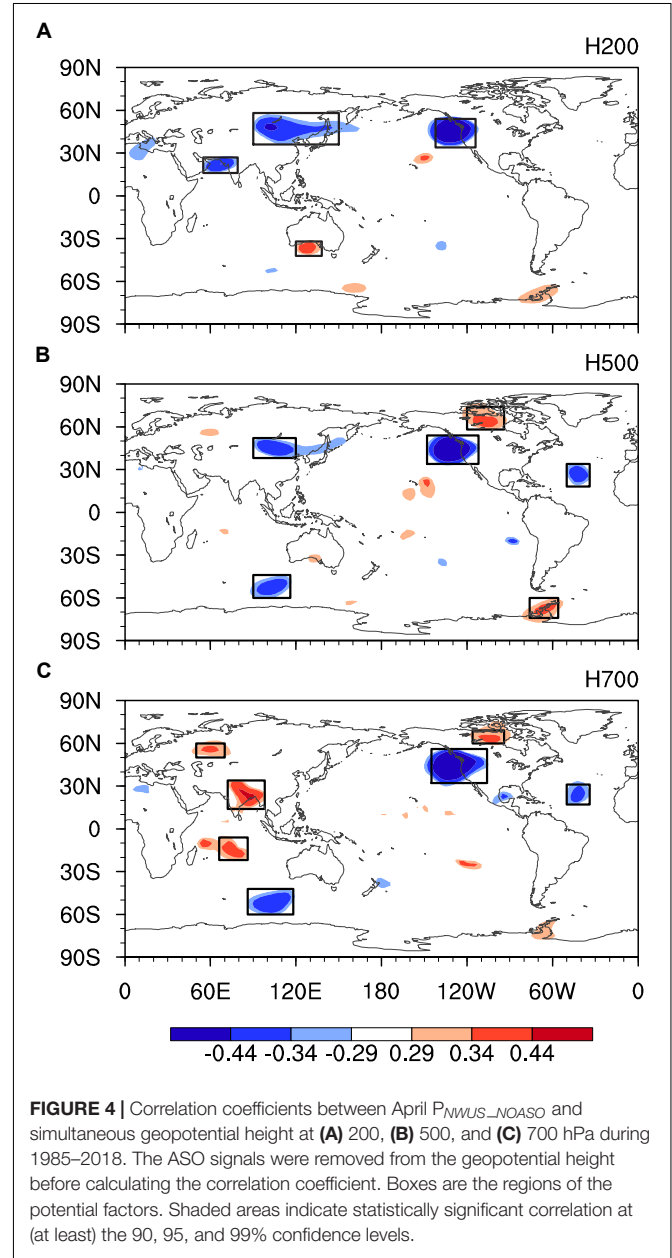 A
H200
90N
60N
30N
0
30S
60S
90S
B
H500
90N
60N
30N
0
30S
60S
90S
C
H700
90N
60N
30N
0
30S
60S
90S
0 60E 120E 180 120W 60W 0
-0.44 -0.34 -0.29 0.29 0.34 0.44
FIGURE 4 | Correlation coefficients between April P_NWUS_NOASO and
simultaneous geopotential height at (A) 200, (B) 500, and (C) 700 hPa during
1985–2018. The ASO signals were removed from the geopotential height
before calculating the correlation coefficient. Boxes are the regions of the
potential factors. Shaded areas indicate statistically significant correlation at
(at least) the 90, 95, and 99% confidence levels.